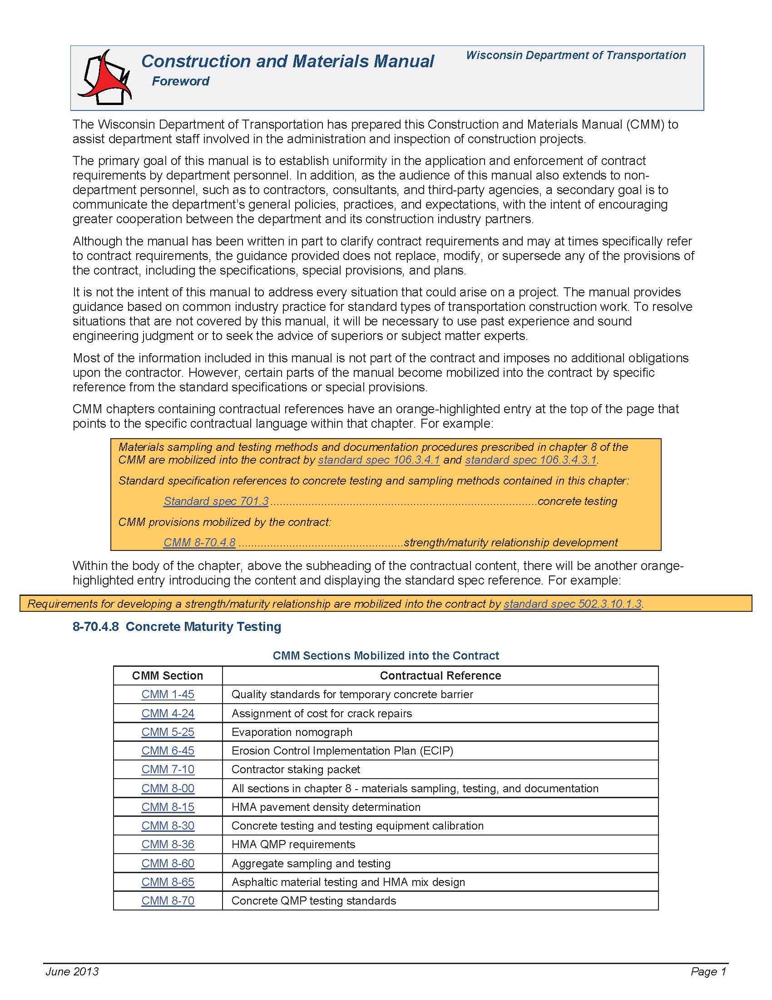 Construction and Materials Manual
Wisconsin Department of Transportation
Foreword
The Wisconsin Department of Transportation has prepared this Construction and Materials Manual (CMM) to
assist department staff involved in the administration and inspection of construction projects.
The primary goal of this manual is to establish uniformity in the application and enforcement of contract
requirements by department personnel. In addition, as the audience of this manual also extends to non-
department personnel, such as to contractors, consultants, and third-party agencies, a secondary goal is to
communicate the department’s general policies, practices, and expectations, with the intent of encouraging
greater cooperation between the department and its construction industry partners.
Although the manual has been written in part to clarify contract requirements and may at times specifically refer
to contract requirements, the guidance provided does not replace, modify, or supersede any of the provisions of
the contract, including the specifications, special provisions, and plans.
It is not the intent of this manual to address every situation that could arise on a project. The manual provides
guidance based on common industry practice for standard types of transportation construction work. To resolve
situations that are not covered by this manual, it will be necessary to use past experience and sound
engineering judgment or to seek the advice of superiors or subject matter experts.
Most of the information included in this manual is not part of the contract and imposes no additional obligations
upon the contractor. However, certain parts of the manual become mobilized into the contract by specific
reference from the standard specifications or special provisions.
CMM chapters containing contractual references have an orange-highlighted entry at the top of the page that
points to the specific contractual language within that chapter. For example:
Materials sampling and testing methods and documentation procedures prescribed in chapter 8 of the
CMM are mobilized into the contract by standard spec 106.3.4.1 and standard spec 106.3.4.3.1.
Standard specification references to concrete testing and sampling methods contained in this chapter:
Standard spec 701.3 ....................................................................................concrete testing
CMM provisions mobilized by the contract:
CMM 8-70.4.8 ....................................................strength/maturity relationship development
Within the body of the chapter, above the subheading of the contractual content, there will be another orange-
highlighted entry introducing the content and displaying the standard spec reference. For example:
Requirements for developing a strength/maturity relationship are mobilized into the contract by standard spec 502.3.10.1.3.
8-70.4.8 Concrete Maturity Testing
CMM Sections Mobilized into the Contract
CMM Section Contractual Reference
CMM 1-45 Quality standards for temporary concrete barrier
CMM 4-24 Assignment of cost for crack repairs
CMM 5-25 Evaporation nomograph
CMM 6-45 Erosion Control Implementation Plan (ECIP)
CMM 7-10 Contractor staking packet
CMM 8-00 All sections in chapter 8 - materials sampling, testing, and documentation
CMM 8-15 HMA pavement density determination
CMM 8-30 Concrete testing and testing equipment calibration
CMM 8-36 HMA QMP requirements
CMM 8-60 Aggregate sampling and testing
CMM 8-65 Asphaltic material testing and HMA mix design
CMM 8-70 Concrete QMP testing standards
June 2013 Page 1